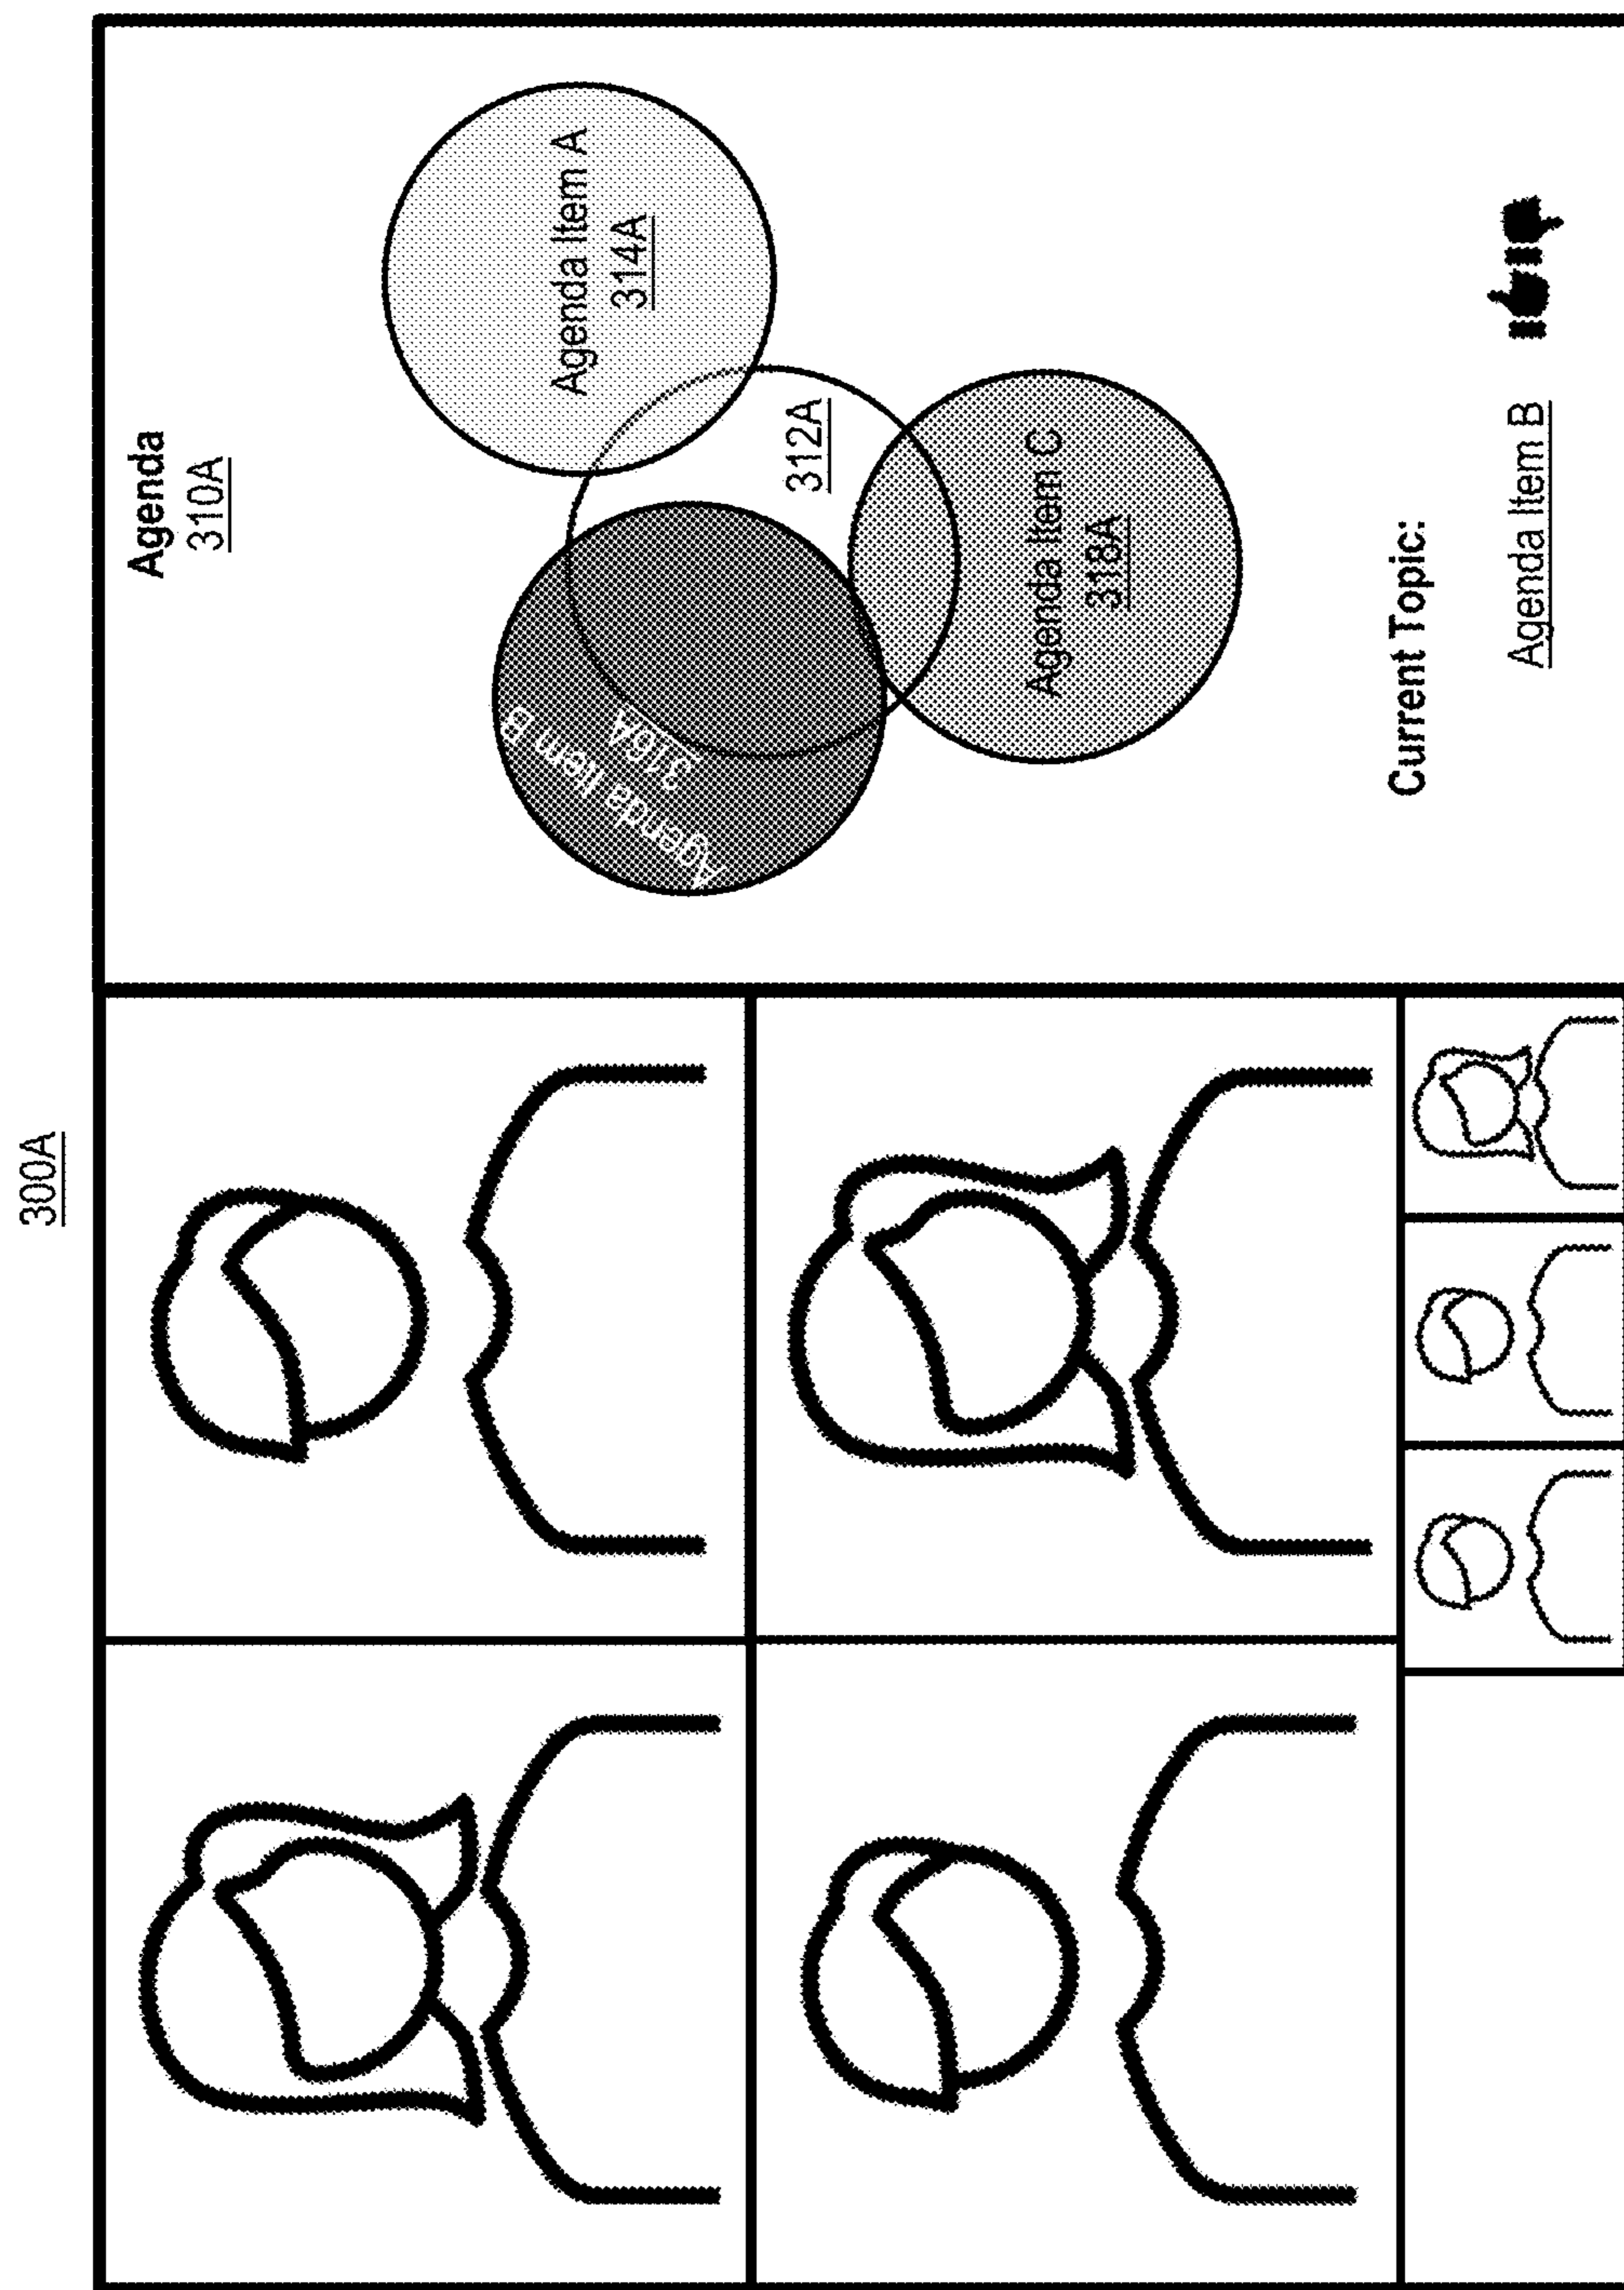 300A
Agenda
310A
Agenda Item A
314A
Agenda Item B
316A
312A
Agenda Item C
318A
Current Topic:
Agenda Item B